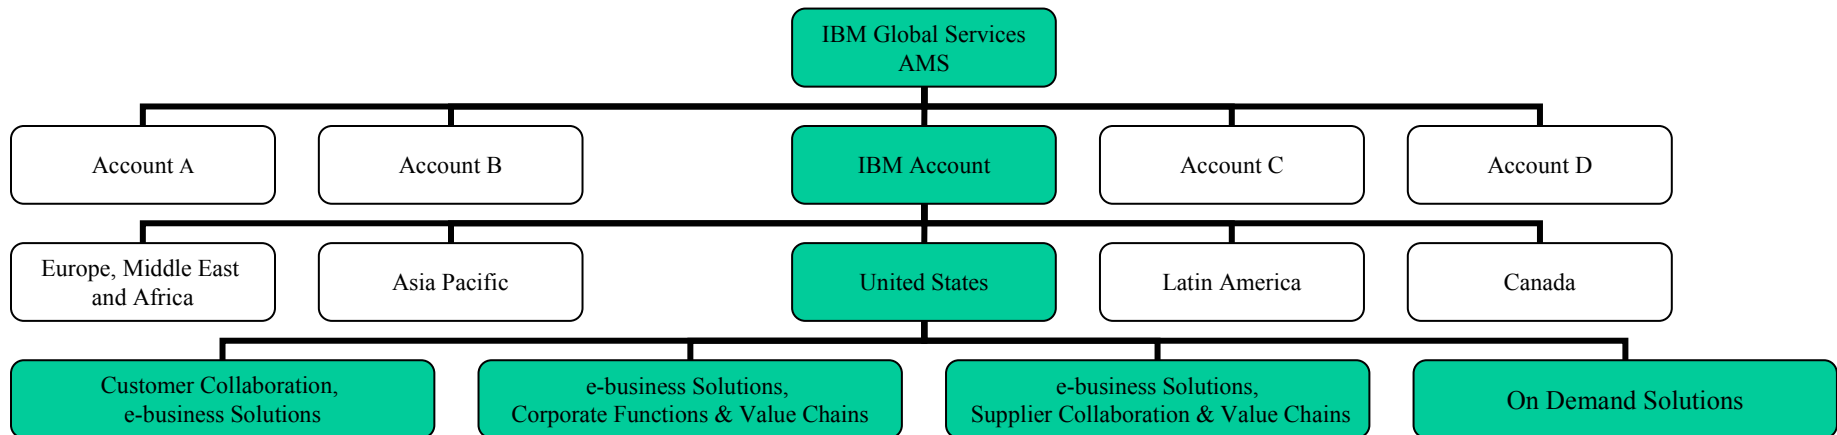 IBM Global Services
AMS
Account A
Account B
IBM Account
Account C
Account D
Europe, Middle East
and Africa
Asia Pacific
United States
Latin America
Canada
Customer Collaboration,
e-business Solutions
e-business Solutions,
Corporate Functions & Value Chains
e-business Solutions,
Supplier Collaboration & Value Chains
On Demand Solutions